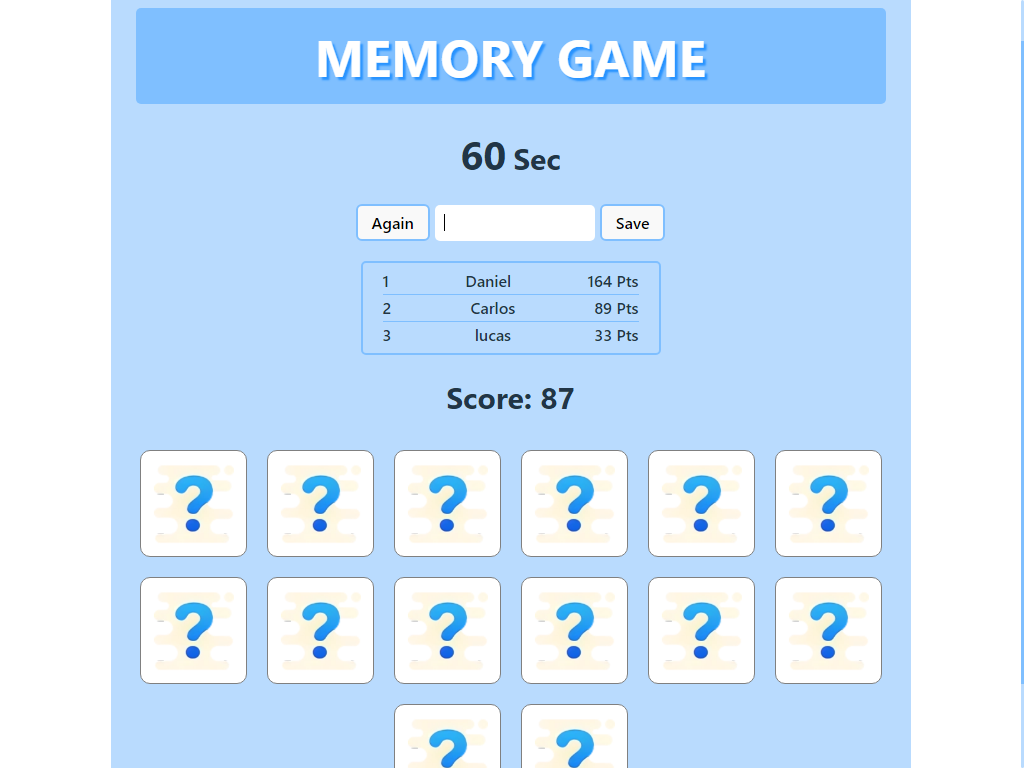 MEMORY GAME
60 Sec
Again Save
1 Daniel 164 Pts
2 Carlos 89 Pts
3 lucas 33 Pts
Score: 87
? ? ? ? ? ?
? ? ? ? ? ?
? ?